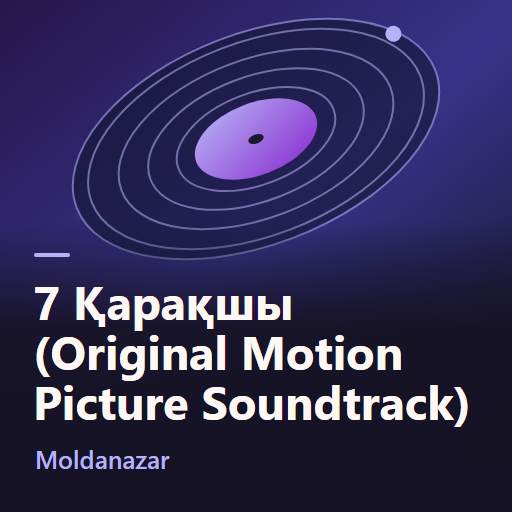 7 Қарақшы
(Original Motion
Picture Soundtrack)
Moldanazar